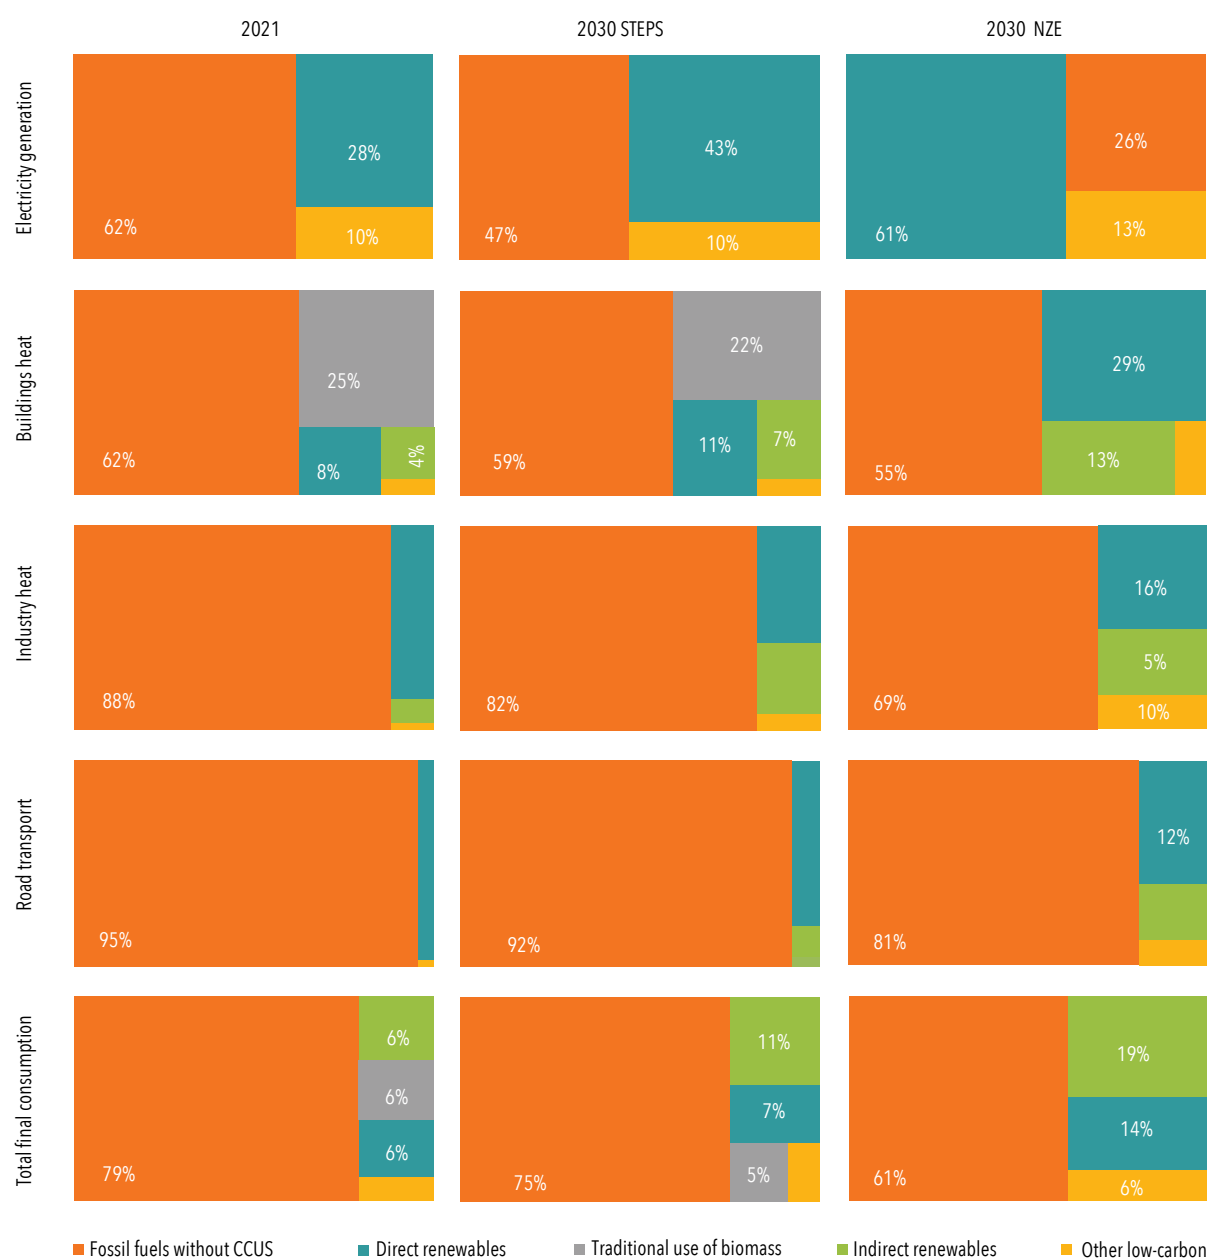 2021 2030 STEPS 2030 NZE
Electricity generation
62% 28% 10%
47% 43% 10%
61% 26% 13%
Buildings heat
62% 25% 8% 4%
59% 22% 11% 7%
55% 29% 13%
Industry heat
88%
82%
69% 16% 5% 10%
Road transport
95%
92%
81% 12%
Total final consumption
79% 6% 6% 6%
75% 11% 7% 5%
61% 19% 14% 6%
Fossil fuels without CCUS Direct renewables Traditional use of biomass Indirect renewables Other low-carbon